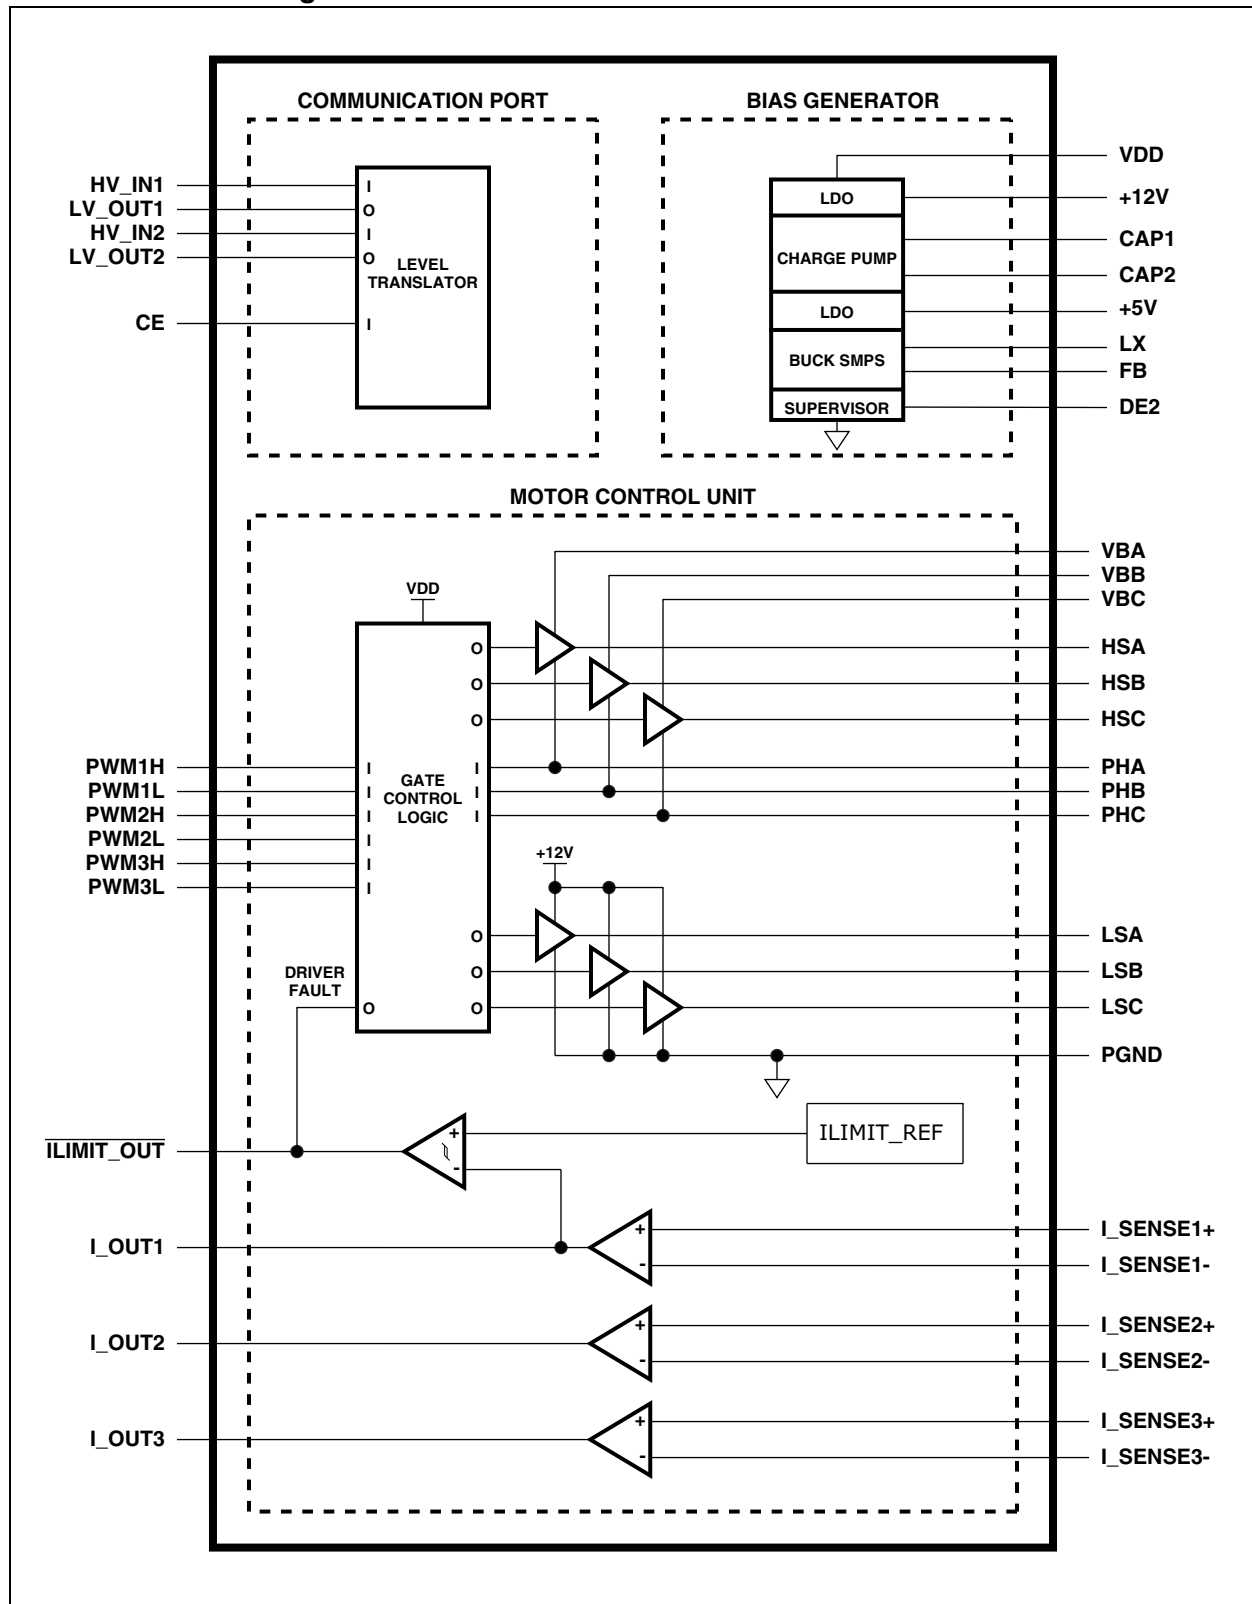 COMMUNICATION PORT
BIAS GENERATOR
HV_IN1
LV_OUT1
HV_IN2
LV_OUT2
CE
I
O
I
O
I
LEVEL
TRANSLATOR
LDO
CHARGE PUMP
LDO
BUCK SMPS
SUPERVISOR
VDD
+12V
CAP1
CAP2
+5V
LX
FB
DE2
MOTOR CONTROL UNIT
VDD
PWM1H
PWM1L
PWM2H
PWM2L
PWM3H
PWM3L
I
I
I
I
I
I
GATE
CONTROL
LOGIC
O
O
O
I
I
I
O
O
O
DRIVER
FAULT
O
+12V
VBA
VBB
VBC
HSA
HSB
HSC
PHA
PHB
PHC
LSA
LSB
LSC
PGND
ILIMIT_OUT
+
-
ILIMIT_REF
I_OUT1
+
-
I_SENSE1+
I_SENSE1-
I_OUT2
+
-
I_SENSE2+
I_SENSE2-
I_OUT3
+
-
I_SENSE3+
I_SENSE3-